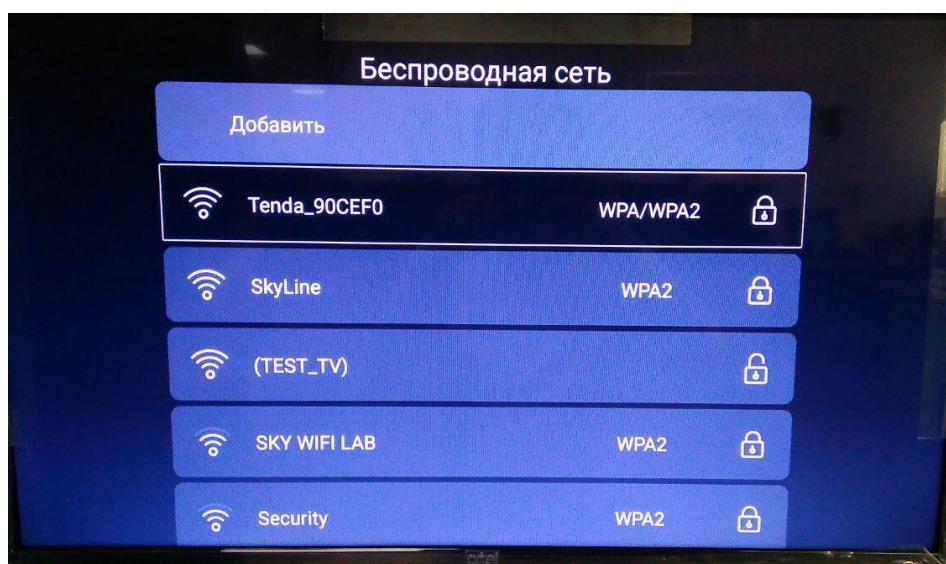 Беспроводная сеть
Добавить
Tenda_90CEF0 WPA/WPA2
SkyLine WPA2
(TEST_TV)
SKY WIFI LAB WPA2
Security WPA2